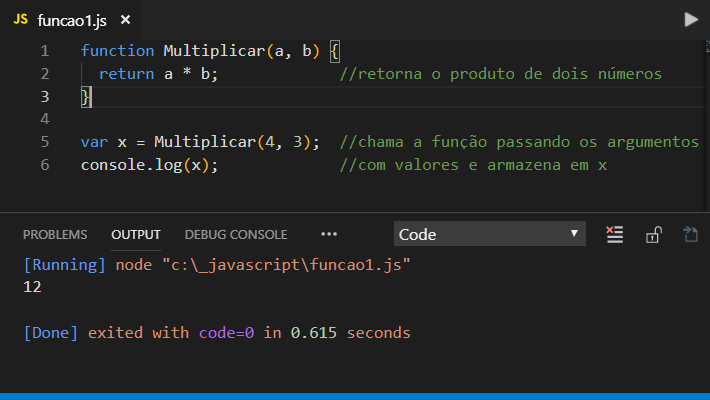 JS funcao1.js ×
1 function Multiplicar(a, b) {
2 return a * b; //retorna o produto de dois números
3 }
4
5 var x = Multiplicar(4, 3); //chama a função passando os argumentos
6 console.log(x); //com valores e armazena em x
PROBLEMS OUTPUT DEBUG CONSOLE ••• Code
[Running] node "c:\_javascript\funcao1.js"
12
[Done] exited with code=0 in 0.615 seconds